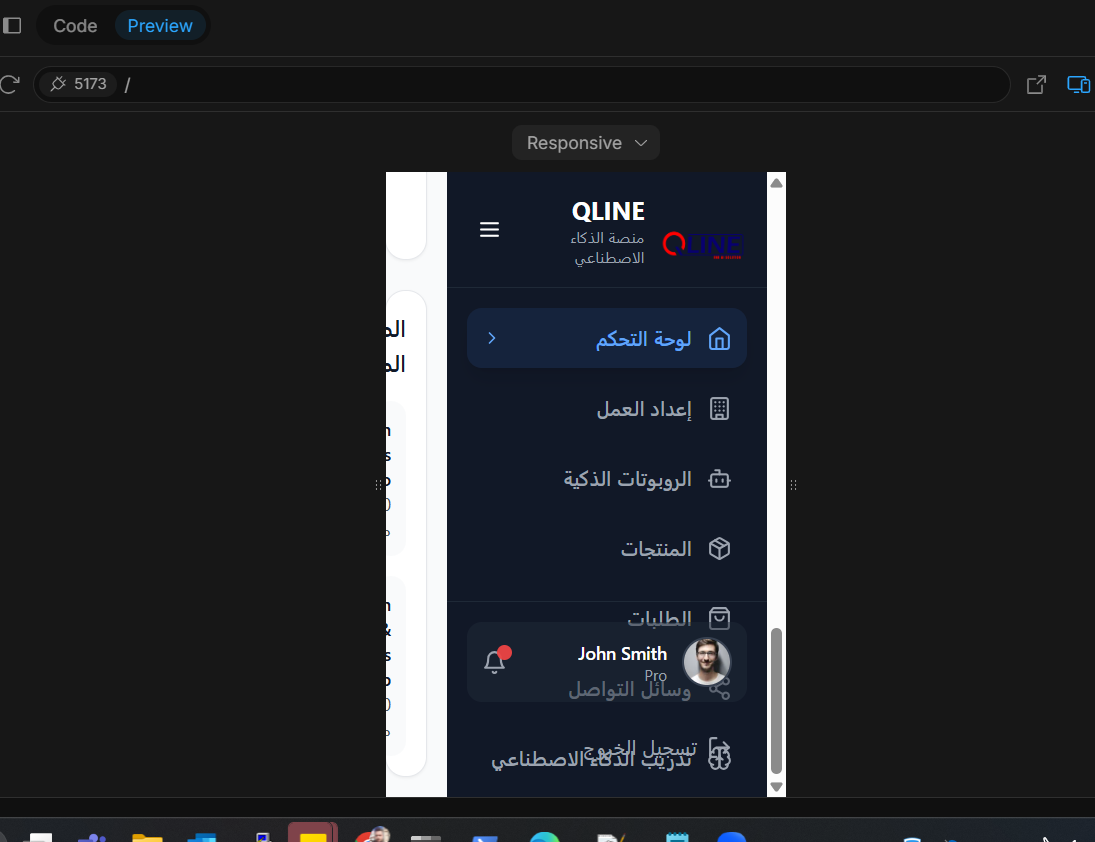 Code
Preview
5173
/
Responsive
QLINE
منصة الذكاء
الاصطناعي
QLINE
لوحة التحكم
إعداد العمل
الروبوتات الذكية
المنتجات
الطلبات
John Smith
Pro
وسائل التواصل
تسجيل الخروج
تدريب الذكاء الاصطناعي